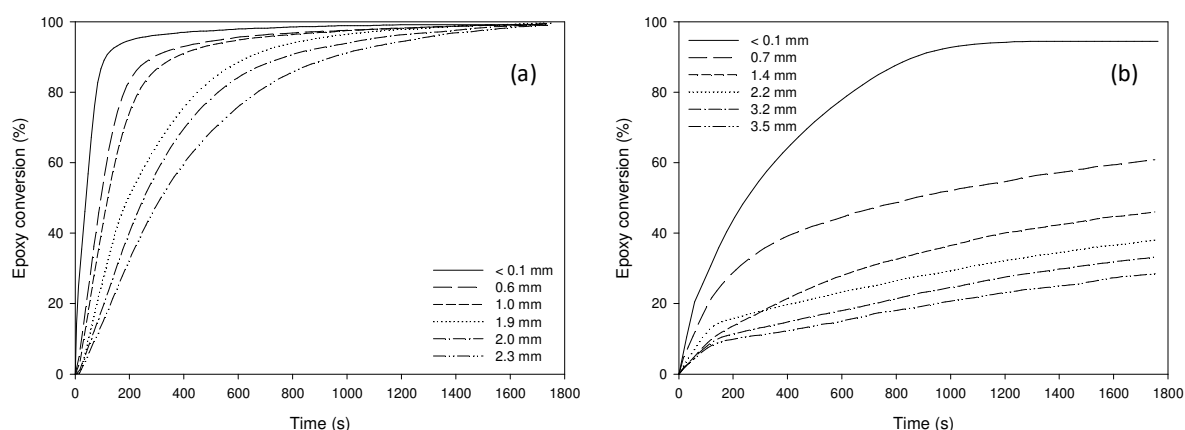 100
80
60
40
20
0
Epoxy conversion (%)
(a)
< 0.1 mm
0.6 mm
1.0 mm
1.9 mm
2.0 mm
2.3 mm
0 200 400 600 800 1000 1200 1400 1600 1800
Time (s)
100
80
60
40
20
0
Epoxy conversion (%)
< 0.1 mm
0.7 mm
1.4 mm
2.2 mm
3.2 mm
3.5 mm
(b)
0 200 400 600 800 1000 1200 1400 1600 1800
Time (s)